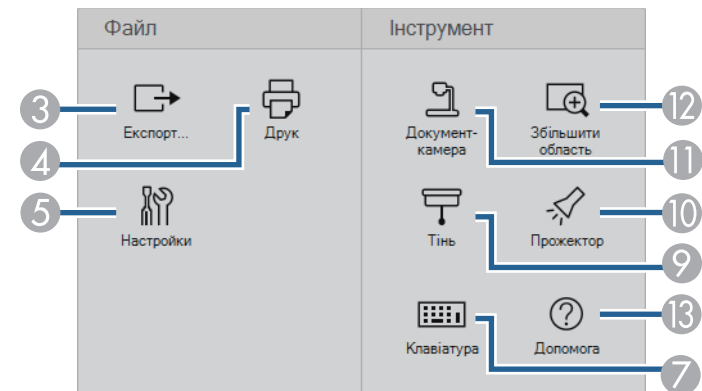 Файл
Інструмент
3
Експорт...
4
Друк
5
Настройки
Документ-
камера
11
Збільшити
область
12
Тінь
9
Прожектор
10
Клавіатура
7
Допомога
13